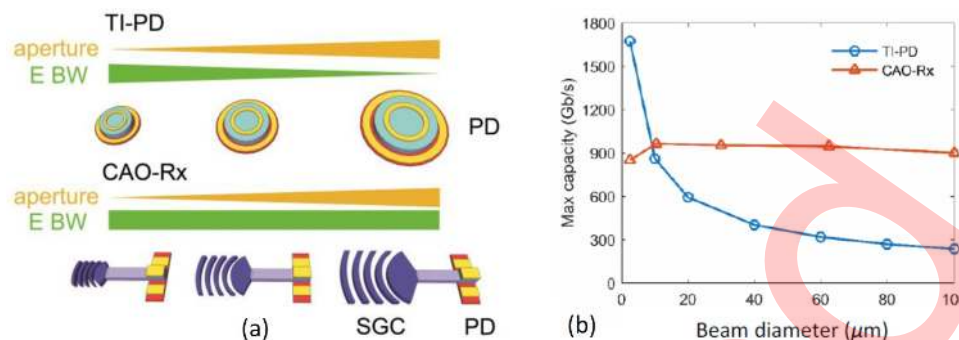 TI-PD
aperture
E BW
PD
CAO-Rx
aperture
E BW
SGC
PD
(a)
Max capacity (Gb/s)
1800
1500
1200
900
600
300
0
0
20
40
60
80
Beam diameter (μm)
TI-PD
CAO-Rx
(b)